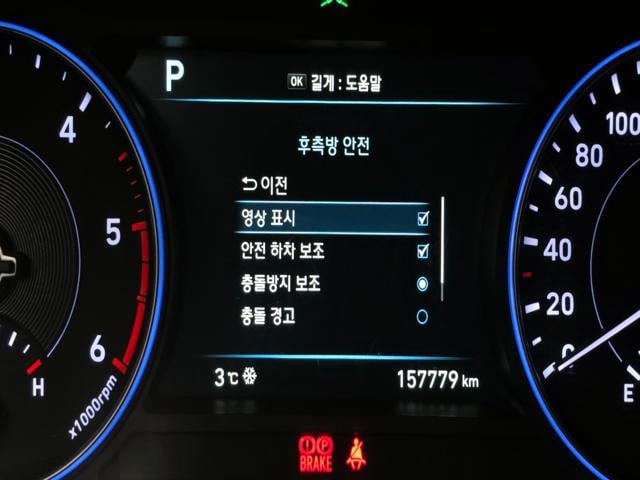 P
OK 길게 : 도움말
후측방 안전
이전
영상 표시
안전 하차 보조
충돌방지 보조
충돌 경고
3℃
157779 km
4
5
6
x1000rpm
H
100
80
60
40
20
0
E
(!) (P)
BRAKE